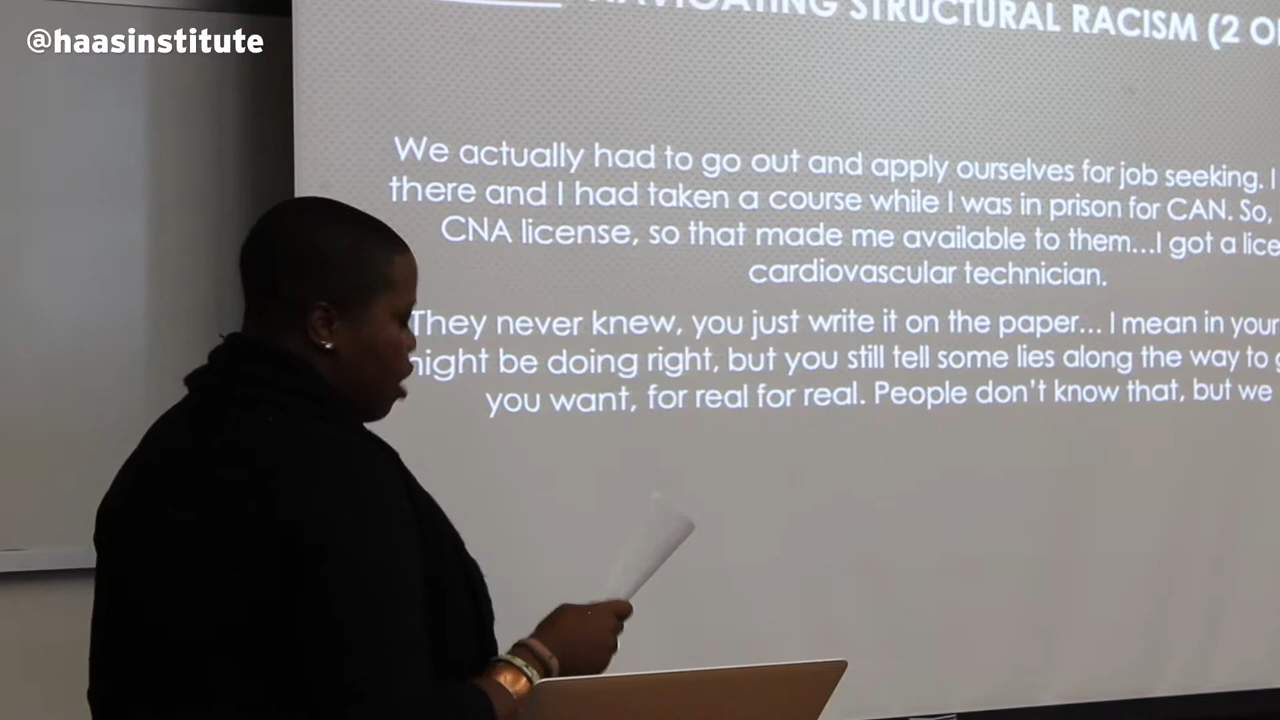 @haasinstitute
NAVIGATING STRUCTURAL RACISM (2 O
We actually had to go out and apply ourselves for job seeking. I
there and I had taken a course while I was in prison for CAN. So,
CNA license, so that made me available to them...I got a lice
cardiovascular technician.
They never knew, you just write it on the paper... I mean in your
might be doing right, but you still tell some lies along the way to g
you want, for real for real. People don't know that, but we